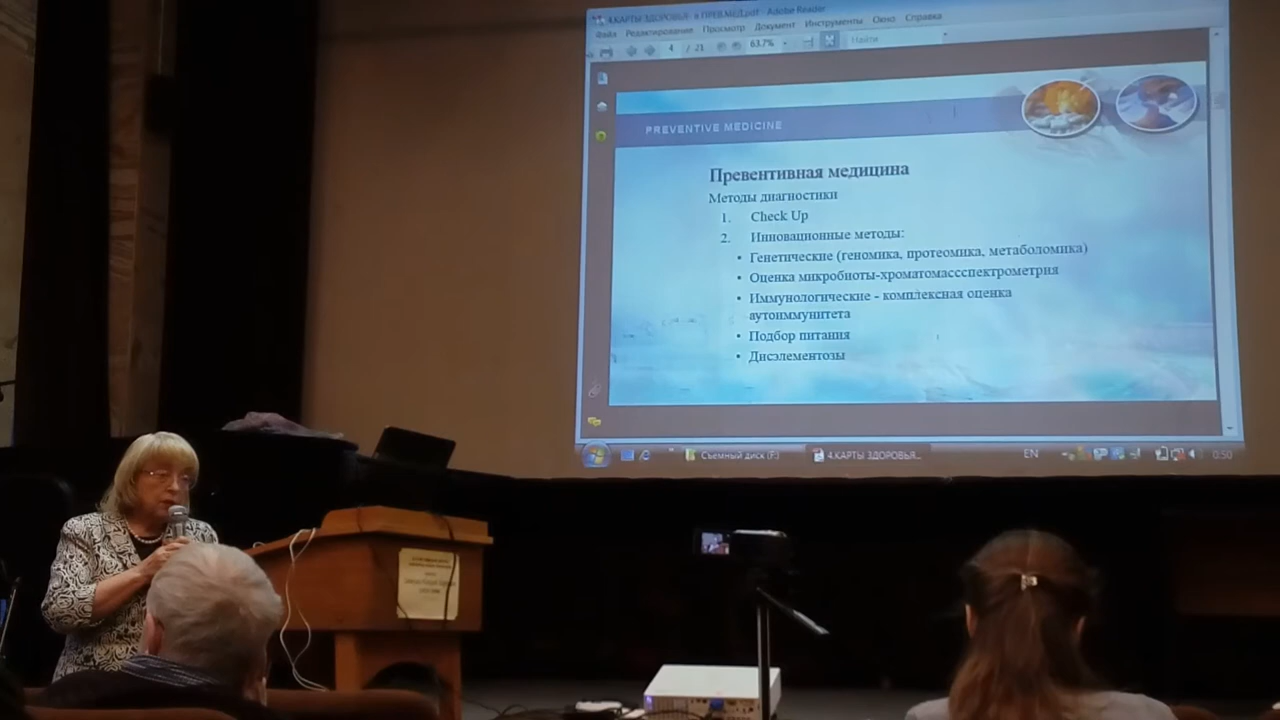 4.КАРТЫ ЗДОРОВЬЯ- в ПРЕВ.МЕД.pdf - Adobe Reader
Файл Редактирование Просмотр Документ Инструменты Окно Справка
4 / 21 63,7% Найти
PREVENTIVE MEDICINE
Превентивная медицина
Методы диагностики
1. Check Up
2. Инновационные методы:
• Генетические (геномика, протеомика, метаболомика)
• Оценка микробиоты-хроматомассспектрометрия
• Иммунологические - комплексная оценка
аутоиммунитета
• Подбор питания
• Дисэлементозы
Съемный диск (F:) 4.КАРТЫ ЗДОРОВЬЯ... EN 0:50